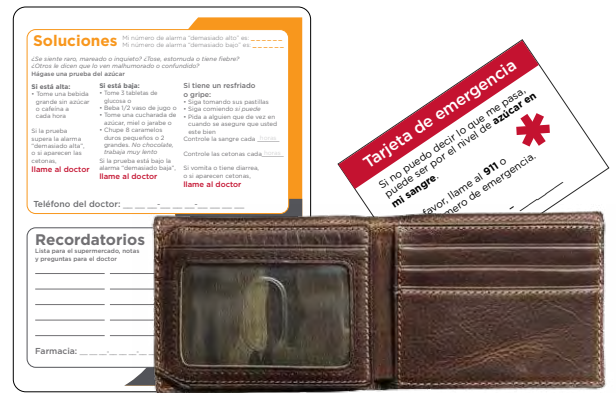 Soluciones
Mi número de alarma "demasiado alto" es:
Mi número de alarma "demasiado bajo" es:
¿Se siente raro, mareado o inquieto? ¿Tose, estornuda o tiene fiebre?
¿Otros le dicen que lo ven malhumorado o confundido?
Hágase una prueba del azúcar
Si está alta:
• Tome una bebida
grande sin azúcar
o cafeína a
cada hora
Si la prueba
supera la alarma
"demasiado alta",
o si aparecen las
cetonas,
llame al doctor
Si está baja:
• Tome 3 tabletas de
glucosa o
• Beba 1/2 vaso de jugo o
• Tome una cucharada de
azúcar, miel o jarabe o
• Chupe 8 caramelos
duros pequeños o 2
grandes. No chocolate,
trabaja muy lento
Si la prueba está bajo la
alarma "demasiado baja",
llame al doctor
Si tiene un resfriado
o gripe:
• Siga tomando sus pastillas
• Siga comiendo si puede
• Pida a alguien que de vez en
cuando se asegure que usted
este bien
Controle la sangre cada horas
Controle las cetonas cada horas
Si vomita o tiene diarrea,
o si aparecen cetonas,
llame al doctor
Teléfono del doctor:
Recordatorios
Lista para el supermercado, notas
y preguntas para el doctor
Farmacia:
Tarjeta de emergencia
Si no puedo decir lo que me pasa,
puede ser por el nivel de azúcar en
mi sangre.
favor, llame al 911 o
número de emergencia.